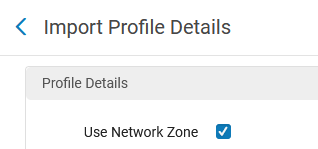 Import Profile Details
Profile Details
Use Network Zone